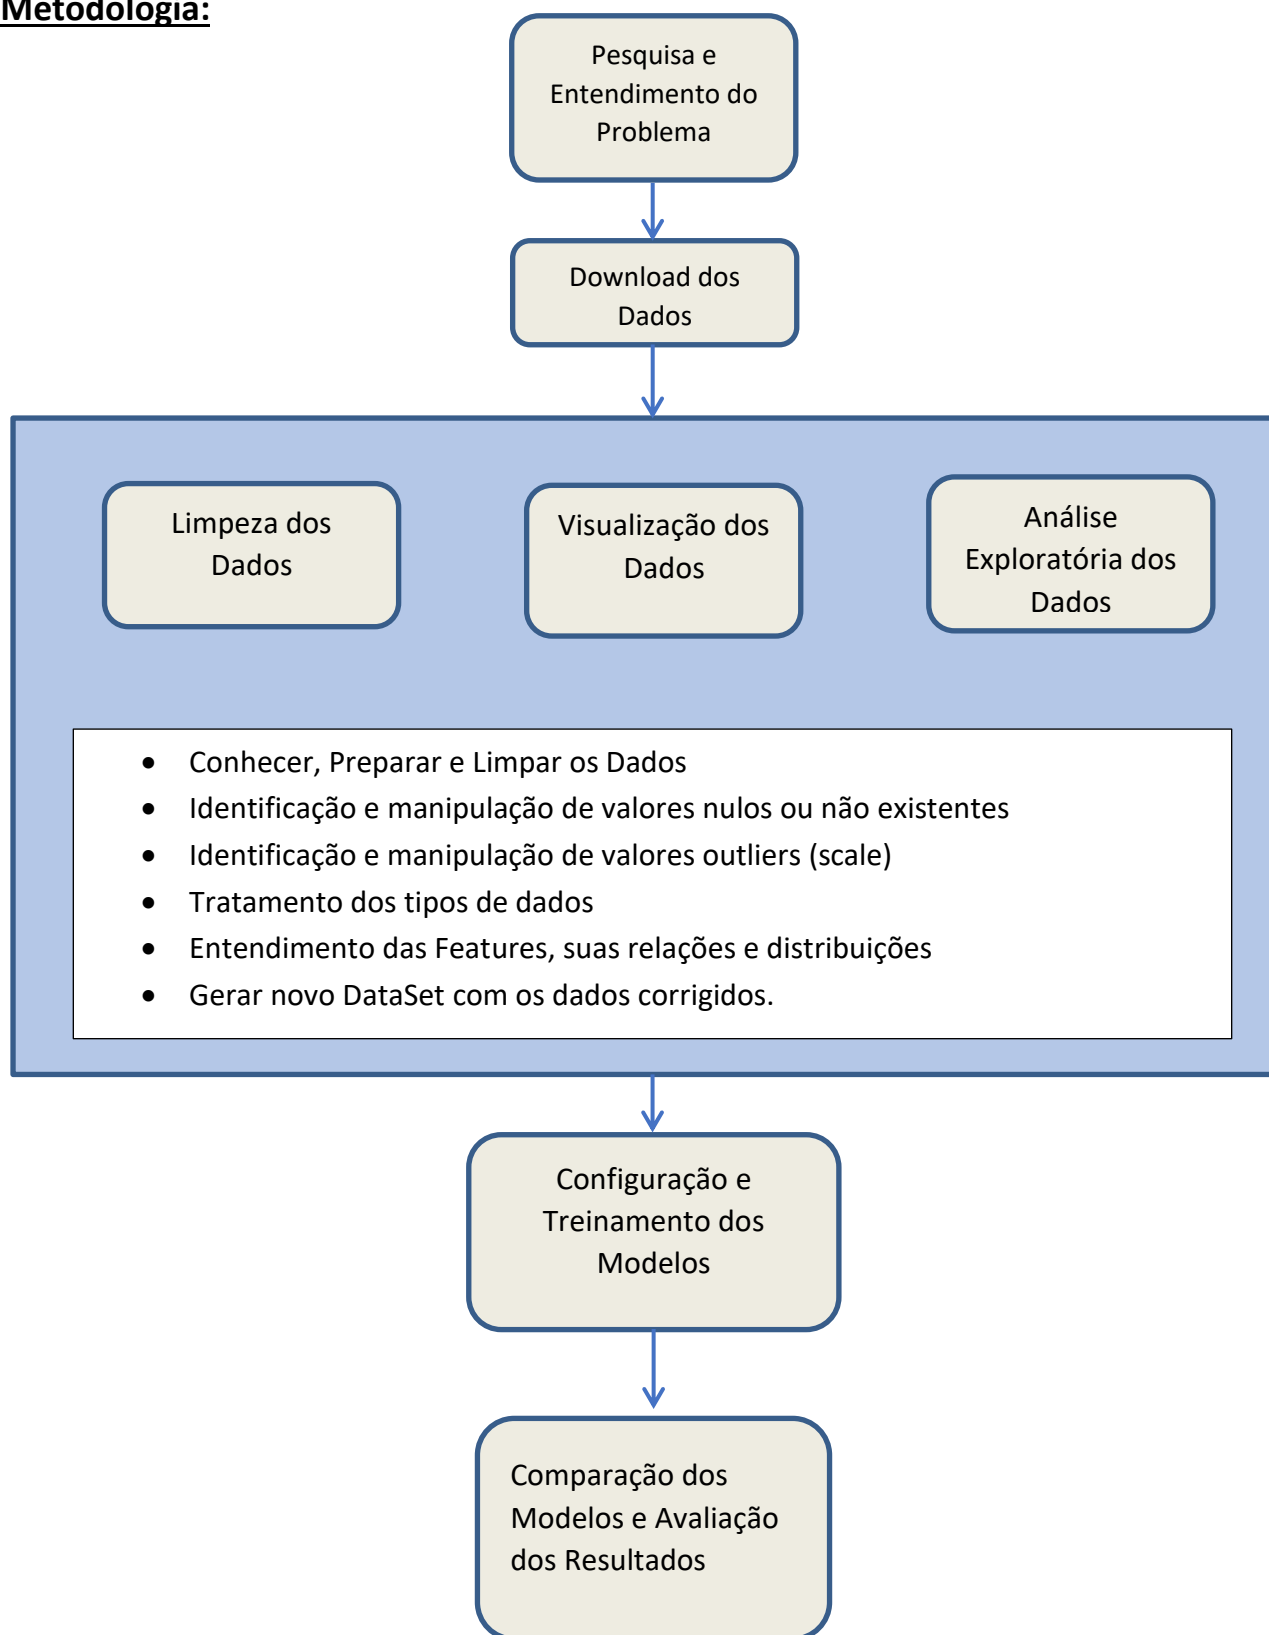 Metodologia:
Pesquisa e
Entendimento do
Problema
Download dos
Dados
Limpeza dos
Dados
Visualização dos
Dados
Análise
Exploratória dos
Dados
• Conhecer, Preparar e Limpar os Dados
• Identificação e manipulação de valores nulos ou não existentes
• Identificação e manipulação de valores outliers (scale)
• Tratamento dos tipos de dados
• Entendimento das Features, suas relações e distribuições
• Gerar novo DataSet com os dados corrigidos.
Configuração e
Treinamento dos
Modelos
Comparação dos
Modelos e Avaliação
dos Resultados